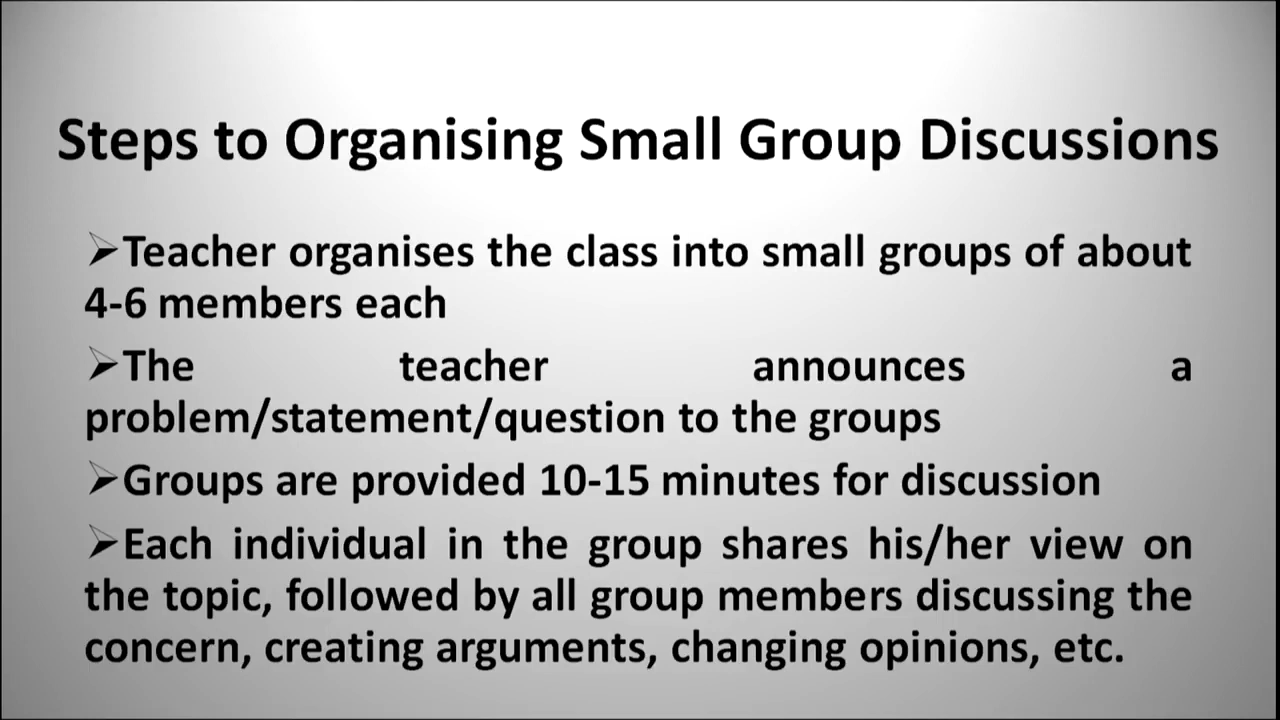 Steps to Organising Small Group Discussions
➢Teacher organises the class into small groups of about
4-6 members each
➢The teacher announces a
problem/statement/question to the groups
➢Groups are provided 10-15 minutes for discussion
➢Each individual in the group shares his/her view on
the topic, followed by all group members discussing the
concern, creating arguments, changing opinions, etc.